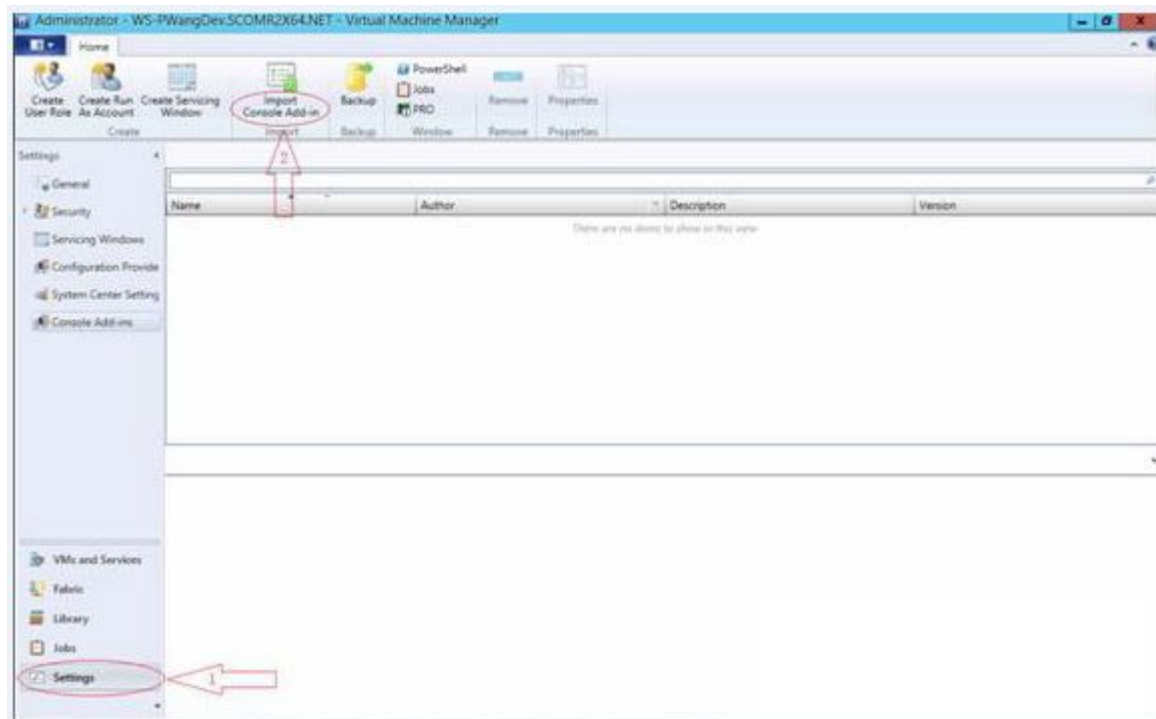 Administrator - WS-PWangDev.SCOMR2X64.NET - Virtual Machine Manager
Home
Create User Role
Create Run As Account
Create Servicing Window
Import Console Add-in
Backup
PowerShell
Jobs
PRO
Remove
Properties
Create
Import
Backup
Window
Remove
Properties
2
Settings
General
Security
Servicing Windows
Configuration Provide
System Center Setting
Console Add-ins
Name
Author
Description
Version
There are no items to show in this view
VMs and Services
Fabric
Library
Jobs
Settings
1